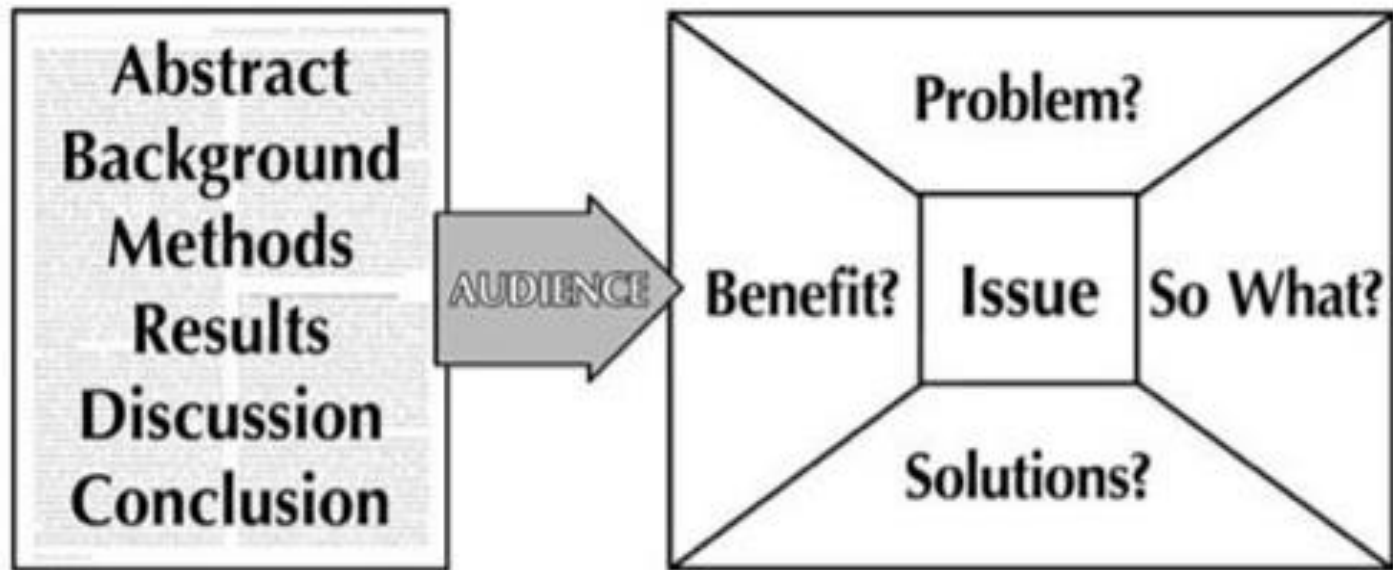 Abstract
Background
Methods
Results
Discussion
Conclusion
AUDIENCE
Problem?
Benefit?
Issue
So What?
Solutions?